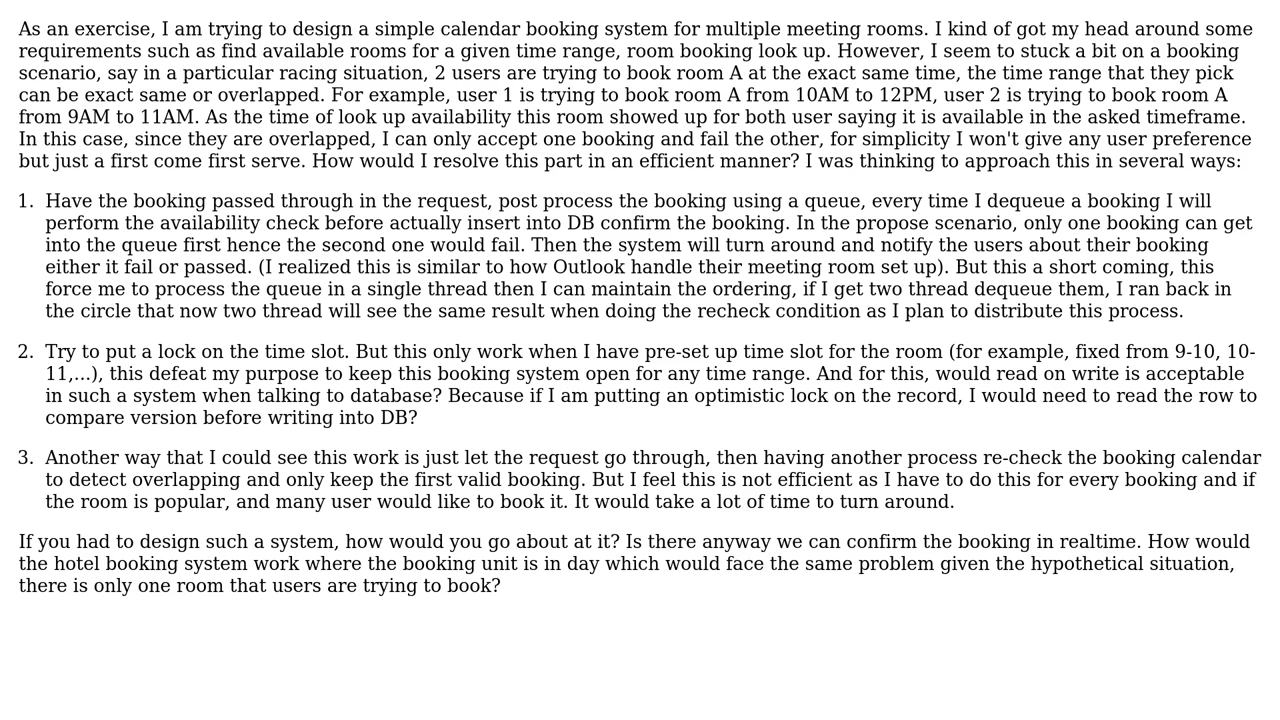 As an exercise, I am trying to design a simple calendar booking system for multiple meeting rooms. I kind of got my head around some
requirements such as find available rooms for a given time range, room booking look up. However, I seem to stuck a bit on a booking
scenario, say in a particular racing situation, 2 users are trying to book room A at the exact same time, the time range that they pick
can be exact same or overlapped. For example, user 1 is trying to book room A from 10AM to 12PM, user 2 is trying to book room A
from 9AM to 11AM. As the time of look up availability this room showed up for both user saying it is available in the asked timeframe.
In this case, since they are overlapped, I can only accept one booking and fail the other, for simplicity I won't give any user preference
but just a first come first serve. How would I resolve this part in an efficient manner? I was thinking to approach this in several ways:
1. Have the booking passed through in the request, post process the booking using a queue, every time I dequeue a booking I will
perform the availability check before actually insert into DB confirm the booking. In the propose scenario, only one booking can get
into the queue first hence the second one would fail. Then the system will turn around and notify the users about their booking
either it fail or passed. (I realized this is similar to how Outlook handle their meeting room set up). But this a short coming, this
force me to process the queue in a single thread then I can maintain the ordering, if I get two thread dequeue them, I ran back in
the circle that now two thread will see the same result when doing the recheck condition as I plan to distribute this process.
2. Try to put a lock on the time slot. But this only work when I have pre-set up time slot for the room (for example, fixed from 9-10, 10-
11,...), this defeat my purpose to keep this booking system open for any time range. And for this, would read on write is acceptable
in such a system when talking to database? Because if I am putting an optimistic lock on the record, I would need to read the row to
compare version before writing into DB?
3. Another way that I could see this work is just let the request go through, then having another process re-check the booking calendar
to detect overlapping and only keep the first valid booking. But I feel this is not efficient as I have to do this for every booking and if
the room is popular, and many user would like to book it. It would take a lot of time to turn around.
If you had to design such a system, how would you go about at it? Is there anyway we can confirm the booking in realtime. How would
the hotel booking system work where the booking unit is in day which would face the same problem given the hypothetical situation,
there is only one room that users are trying to book?